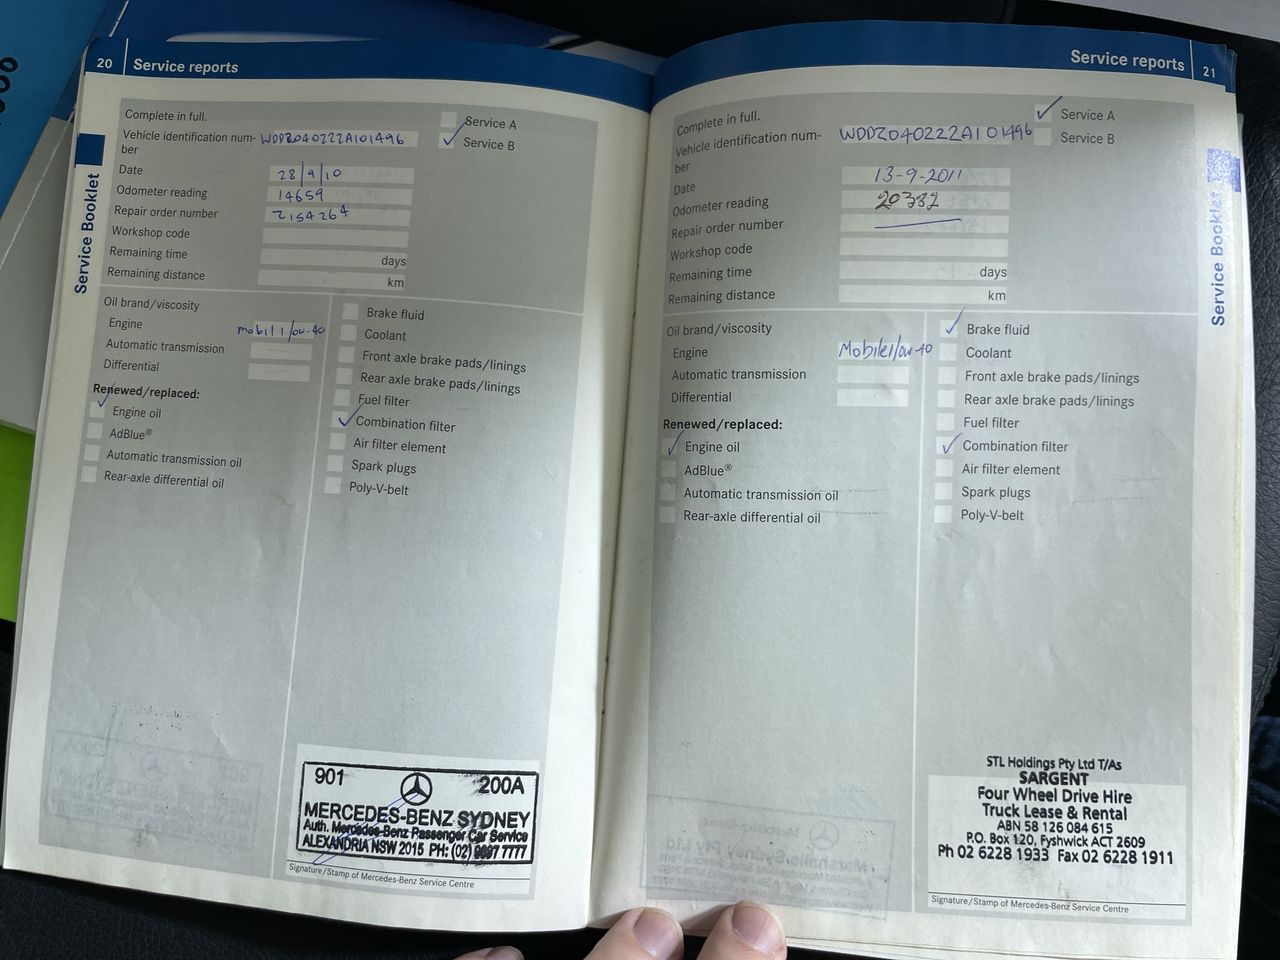 20 Service reports
Complete in full.
Service A
Vehicle identification num-
ber
WDDZ040222A101496
Service B
Date 28/9/10
Odometer reading 14659
Repair order number 2154264
Workshop code
Remaining time days
Remaining distance km
Oil brand/viscosity
Engine mobil 1/0w-40
Automatic transmission
Differential
Renewed/replaced:
Engine oil
AdBlue®
Automatic transmission oil
Rear-axle differential oil
Brake fluid
Coolant
Front axle brake pads/linings
Rear axle brake pads/linings
Fuel filter
Combination filter
Air filter element
Spark plugs
Poly-V-belt
Service Booklet
901 200A
MERCEDES-BENZ SYDNEY
Auth. Mercedes-Benz Passenger Car Service
ALEXANDRIA NSW 2015 PH: (02) 9697 7777
Signature/Stamp of Mercedes-Benz Service Centre
Service reports 21
Complete in full.
Service A
Vehicle identification num-
ber
WDDZ040222A101496
Service B
Date 13-9-2011
Odometer reading 20382
Repair order number
Workshop code
Remaining time days
Remaining distance km
Oil brand/viscosity
Engine Mobile1/0w-40
Automatic transmission
Differential
Renewed/replaced:
Engine oil
AdBlue®
Automatic transmission oil
Rear-axle differential oil
Brake fluid
Coolant
Front axle brake pads/linings
Rear axle brake pads/linings
Fuel filter
Combination filter
Air filter element
Spark plugs
Poly-V-belt
Service Booklet
STL Holdings Pty Ltd T/As
SARGENT
Four Wheel Drive Hire
Truck Lease & Rental
ABN 58 126 084 615
P.O. Box 120, Fyshwick ACT 2609
Ph 02 6228 1933 Fax 02 6228 1911
Signature/Stamp of Mercedes-Benz Service Centre